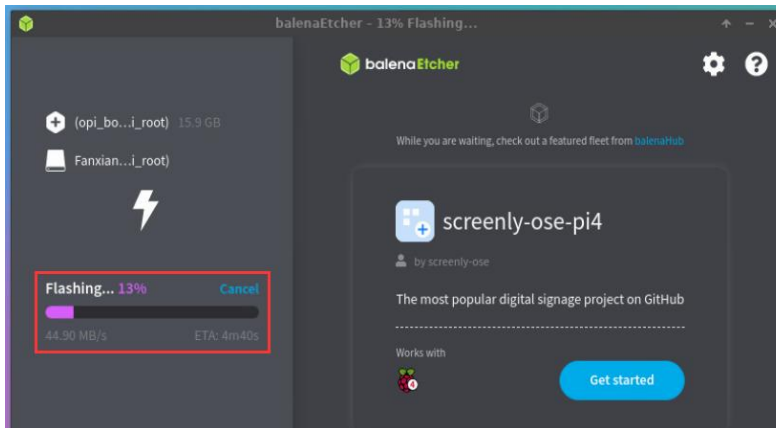 balenaEtcher - 13% Flashing...
balenaEtcher
(opi_bo...i_root) 15.9 GB
While you are waiting, check out a featured fleet from balenaHub
Fanxian...i_root)
screenly-ose-pi4
by screenly-ose
Flashing... 13% Cancel
The most popular digital signage project on GitHub
44.90 MB/s ETA: 4m40s
Works with
4
Get started